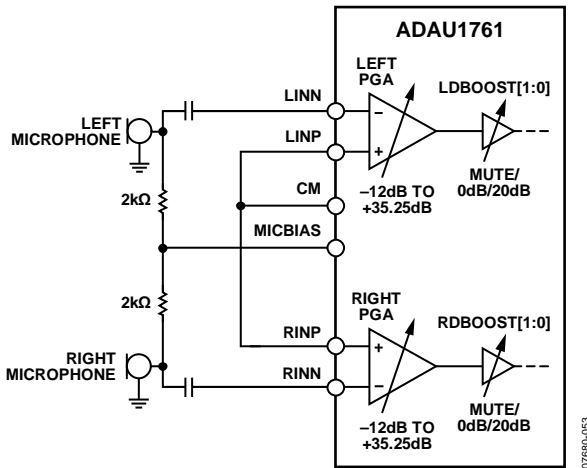 ADAU1761
LEFT
PGA
LDBOOST[1:0]
LINN
LEFT
MICROPHONE
LINP
CM
–12dB TO
+35.25dB
MUTE/
0dB/20dB
2kΩ
MICBIAS
2kΩ
RIGHT
PGA
RDBOOST[1:0]
RINP
RIGHT
MICROPHONE
RINN
–12dB TO
+35.25dB
MUTE/
0dB/20dB
07680-053